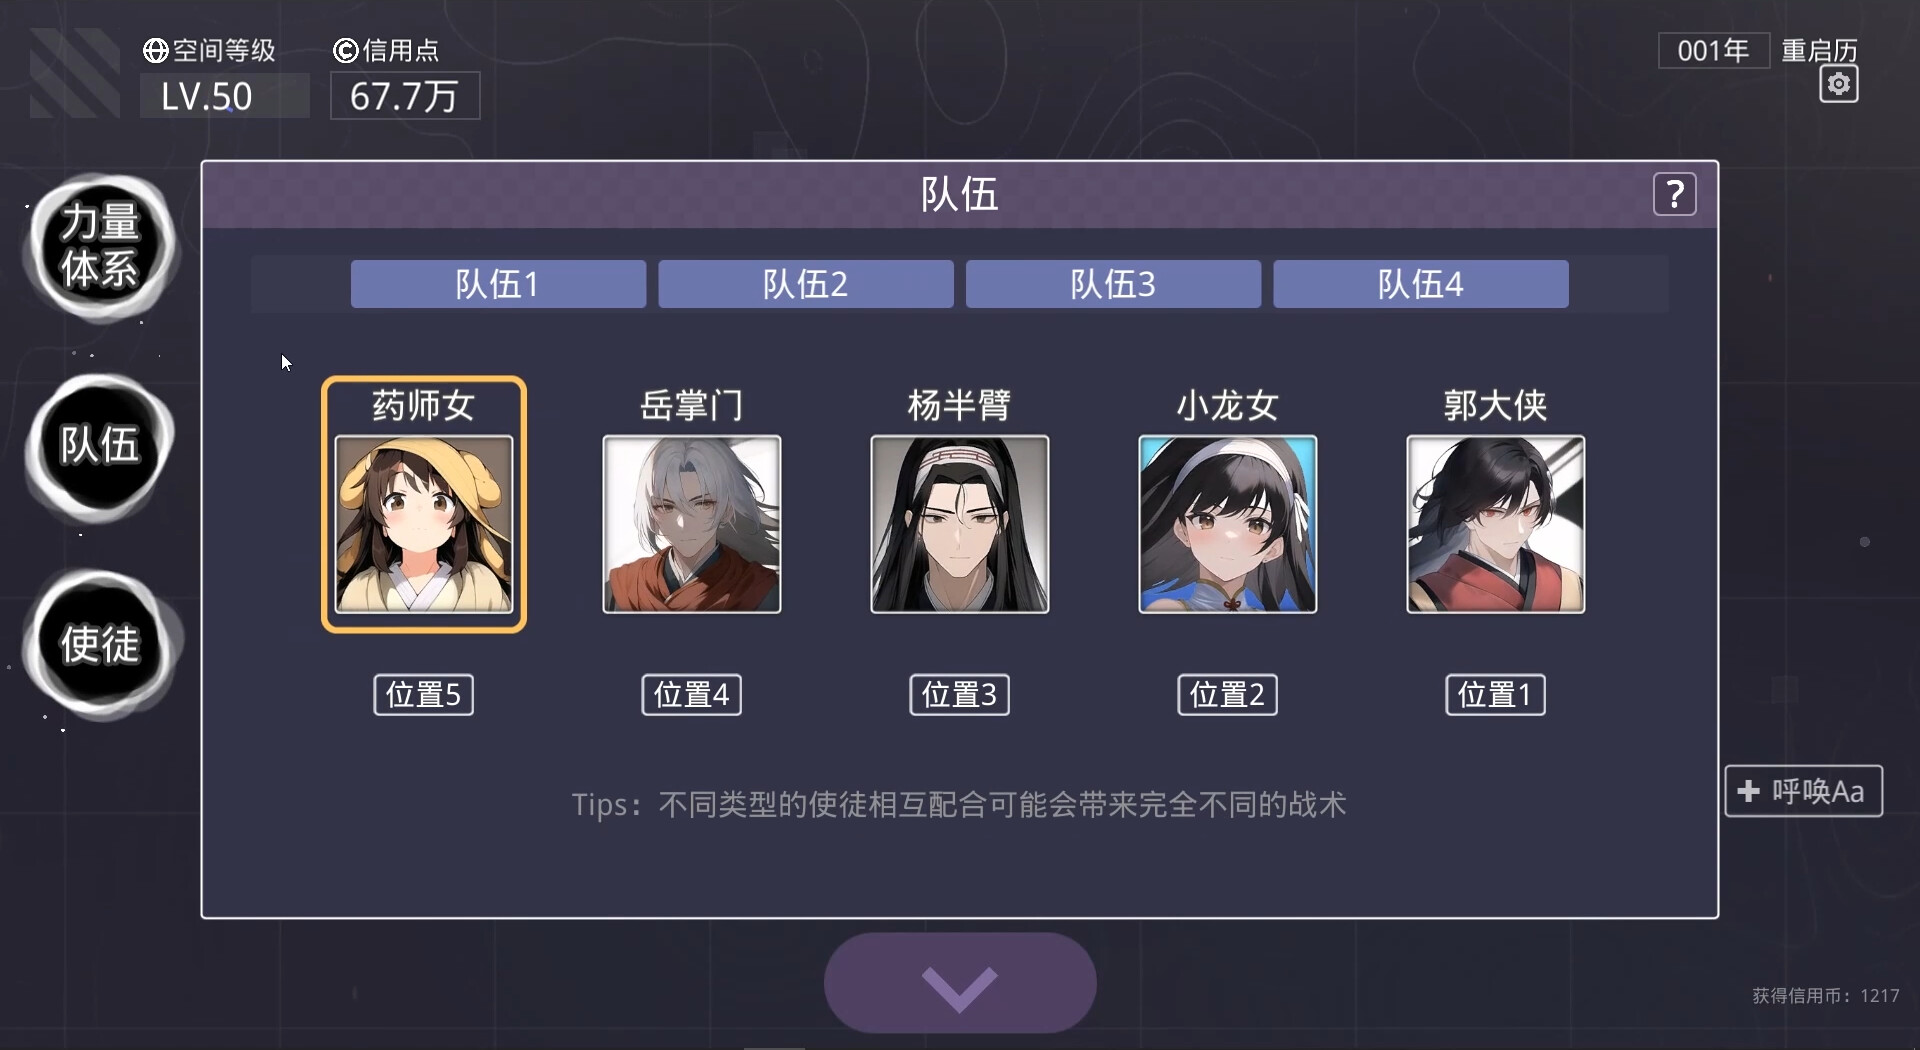 空间等级
信用点
LV.50
67.7万
001年
重启历
力量
体系
队伍
?
队伍1
队伍2
队伍3
队伍4
药师女
岳掌门
杨半臂
小龙女
郭大侠
队伍
使徒
位置5
位置4
位置3
位置2
位置1
Tips：不同类型的使徒相互配合可能会带来完全不同的战术
呼唤Aa
获得信用币：1217